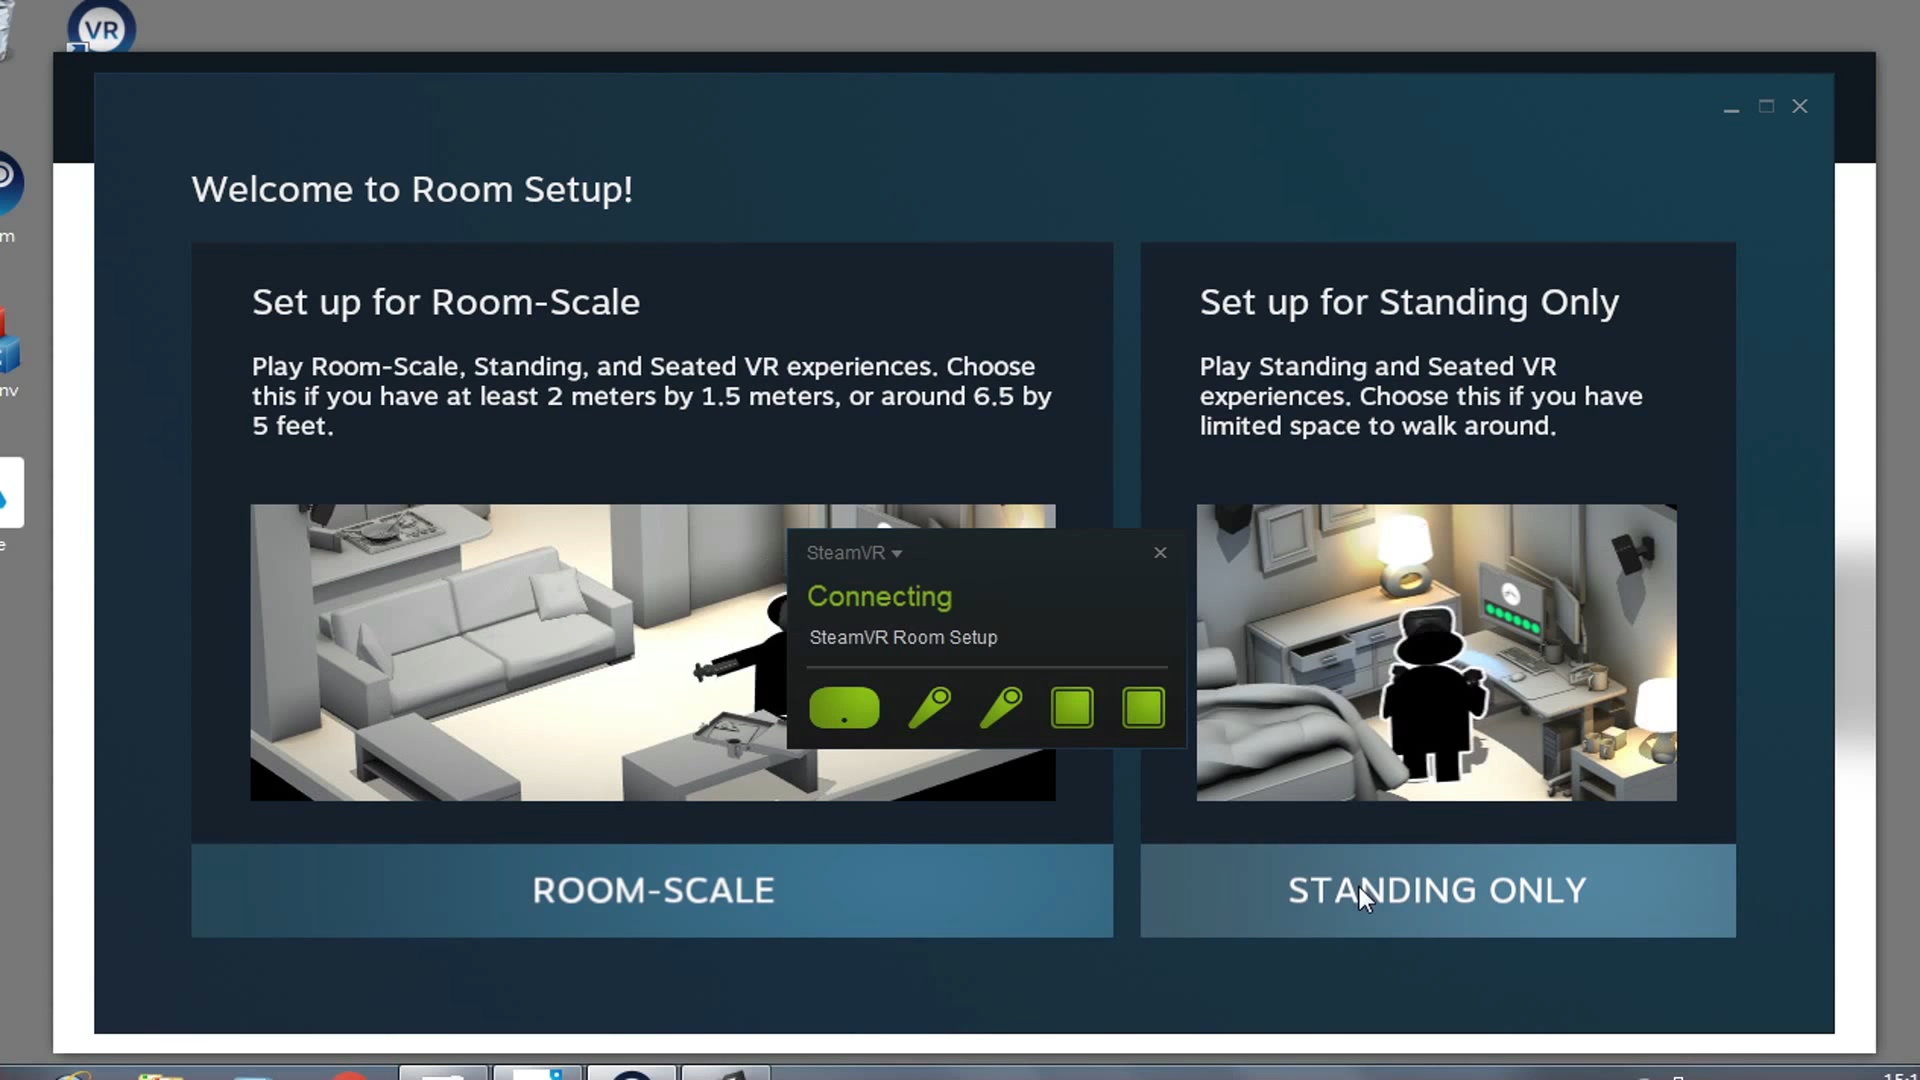 VR
Welcome to Room Setup!
Set up for Room-Scale
Play Room-Scale, Standing, and Seated VR experiences. Choose
this if you have at least 2 meters by 1.5 meters, or around 6.5 by
5 feet.
ROOM-SCALE
Set up for Standing Only
Play Standing and Seated VR
experiences. Choose this if you have
limited space to walk around.
STANDING ONLY
SteamVR
Connecting
SteamVR Room Setup
m
nv
e